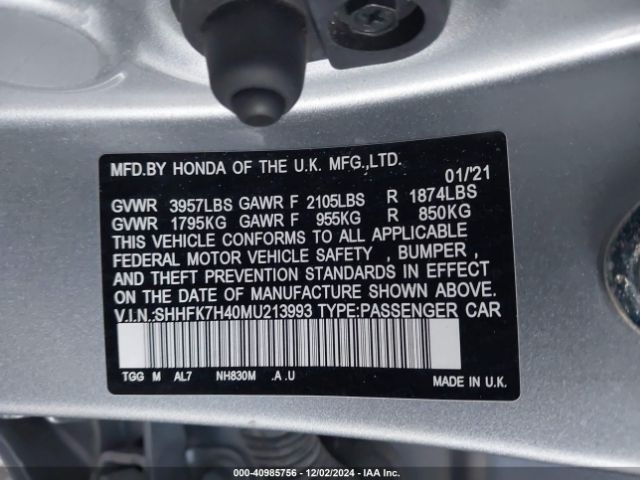 MFD.BY HONDA OF THE U.K. MFG.,LTD.
01/'21
GVWR 3957LBS GAWR F 2105LBS R 1874LBS
GVWR 1795KG GAWR F 955KG R 850KG
THIS VEHICLE CONFORMS TO ALL APPLICABLE
FEDERAL MOTOR VEHICLE SAFETY , BUMPER ,
AND THEFT PREVENTION STANDARDS IN EFFECT
ON THE DATE OF MANUFACTURE SHOWN ABOVE.
V.I.N.:SHHFK7H40MU213993 TYPE:PASSENGER CAR
TGG M AL7 NH830M .A .U
MADE IN U.K.
000-40985756 - 12/02/2024 - IAA Inc.